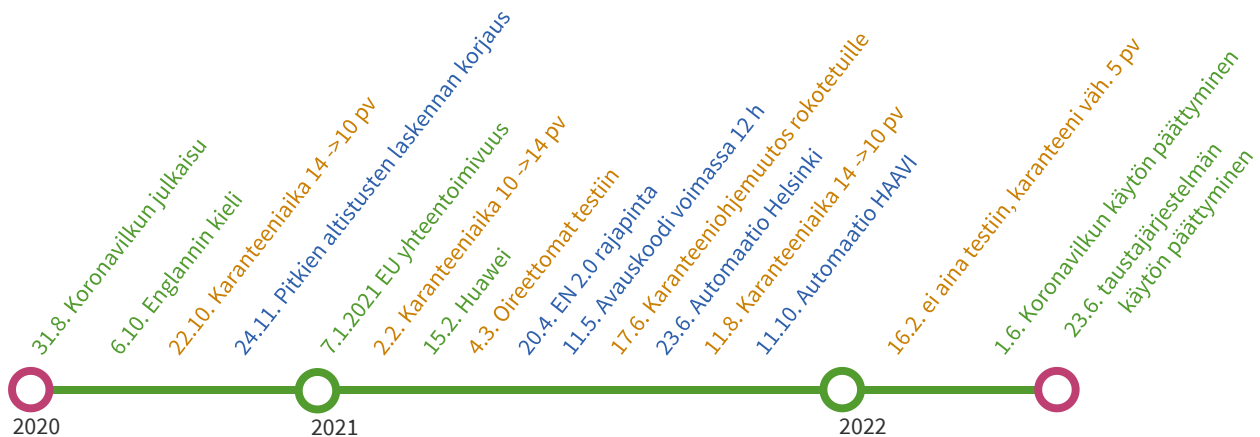 31.8. Koronavilkun julkaisu
6.10. Englannin kieli
22.10. Karanteeniaika 14 ->10 pv
24.11. Pitkien altistusten laskennan korjaus
7.1.2021 EU yhteentoimivuus
2.2. Karanteeniaika 10 ->14 pv
15.2. Huawei
4.3. Oireettomat testiin
20.4. EN 2.0 rajapinta
11.5. Avauskoodi voimassa 12 h
17.6. Karanteeniohjemuutos rokotetuille
23.6. Automaatio Helsinki
11.8. Karanteeniaika 14 ->10 pv
11.10. Automaatio HAAVI
16.2. ei aina testiin, karanteeni väh. 5 pv
1.6. Koronavilkun käytön päättyminen
23.6. taustajärjestelmän
käytön päättyminen
2020
2021
2022